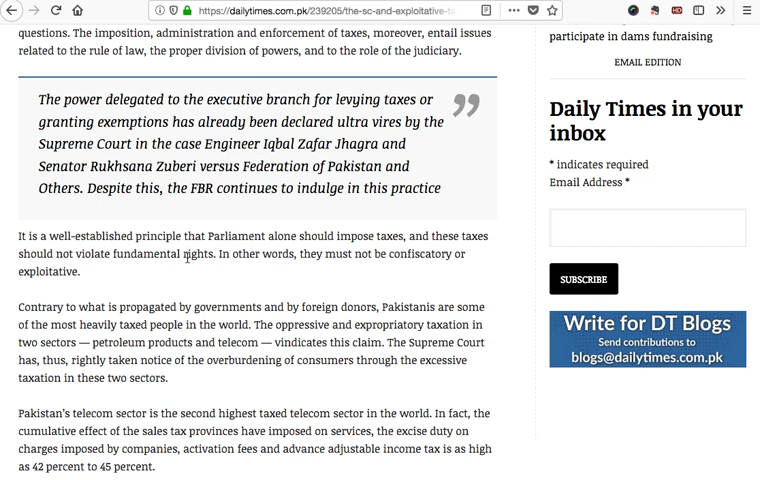 https://dailytimes.com.pk/239205/the-sc-and-exploitative-ta
questions. The imposition, administration and enforcement of taxes, moreover, entail issues
related to the rule of law, the proper division of powers, and to the role of the judiciary.
The power delegated to the executive branch for levying taxes or
granting exemptions has already been declared ultra vires by the
Supreme Court in the case Engineer Iqbal Zafar Jhagra and
Senator Rukhsana Zuberi versus Federation of Pakistan and
Others. Despite this, the FBR continues to indulge in this practice
”
It is a well-established principle that Parliament alone should impose taxes, and these taxes
should not violate fundamental rights. In other words, they must not be confiscatory or
exploitative.
Contrary to what is propagated by governments and by foreign donors, Pakistanis are some
of the most heavily taxed people in the world. The oppressive and expropriatory taxation in
two sectors — petroleum products and telecom — vindicates this claim. The Supreme Court
has, thus, rightly taken notice of the overburdening of consumers through the excessive
taxation in these two sectors.
Pakistan's telecom sector is the second highest taxed telecom sector in the world. In fact, the
cumulative effect of the sales tax provinces have imposed on services, the excise duty on
charges imposed by companies, activation fees and advance adjustable income tax is as high
as 42 percent to 45 percent.
participate in dams fundraising
EMAIL EDITION
Daily Times in your
inbox
* indicates required
Email Address *
SUBSCRIBE
Write for DT Blogs
Send contributions to
blogs@dailytimes.com.pk